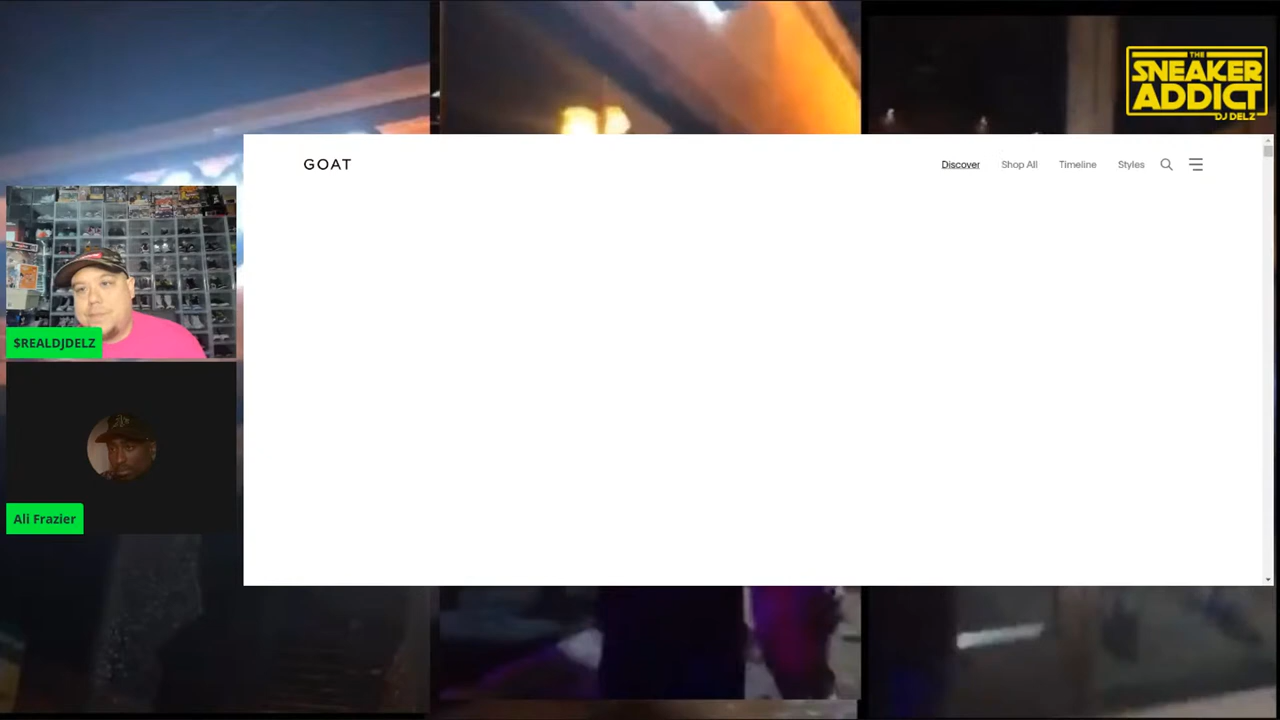 THE
SNEAKER
ADDICT
DJ DELZ
GOAT
Discover
Shop All
Timeline
Styles
$REALDJDELZ
Ali Frazier